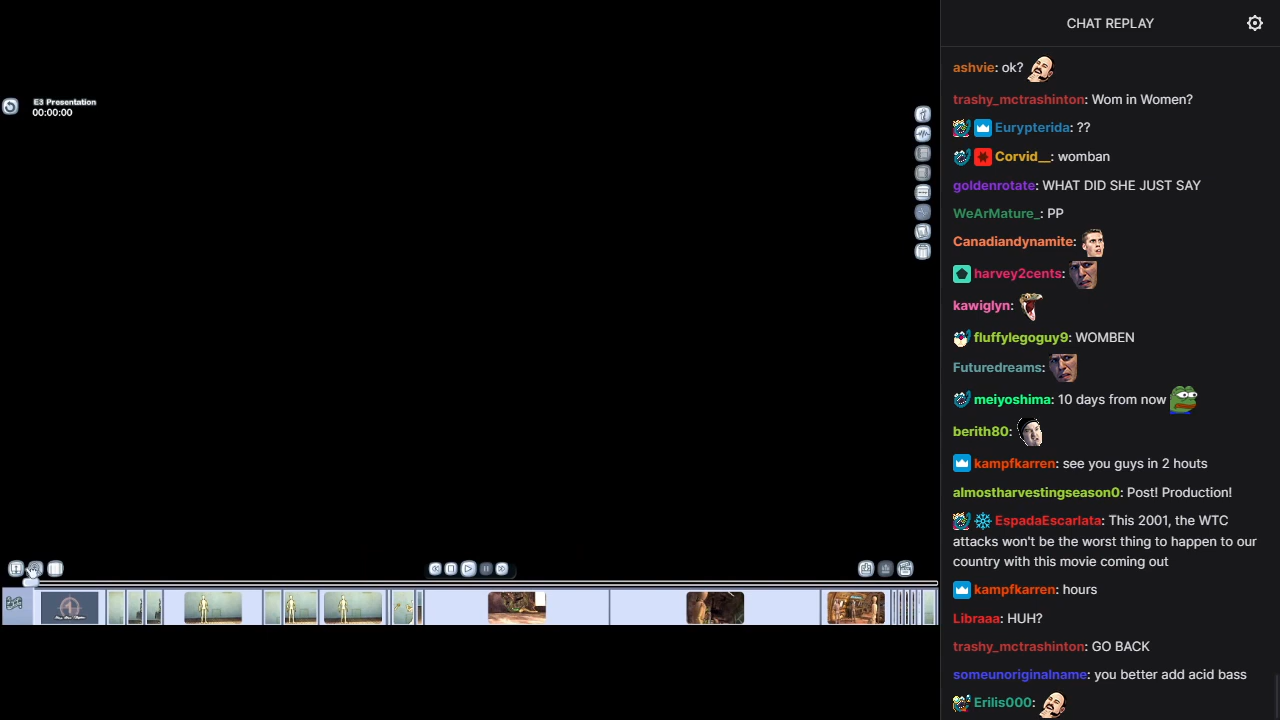 E3 Presentation
00:00:00
CHAT REPLAY
ashvie: ok?
trashy_mctrashinton: Wom in Women?
Eurypterida: ??
Corvid__: womban
goldenrotate: WHAT DID SHE JUST SAY
WeArMature_: PP
Canadiandynamite:
harvey2cents:
kawiglyn:
fluffylegoguy9: WOMBEN
Futuredreams:
meiyoshima: 10 days from now
berith80:
kampfkarren: see you guys in 2 houts
almostharvestingseason0: Post! Production!
EspadaEscarlata: This 2001, the WTC
attacks won't be the worst thing to happen to our
country with this movie coming out
kampfkarren: hours
Libraaa: HUH?
trashy_mctrashinton: GO BACK
someunoriginalname: you better add acid bass
Erilis000: